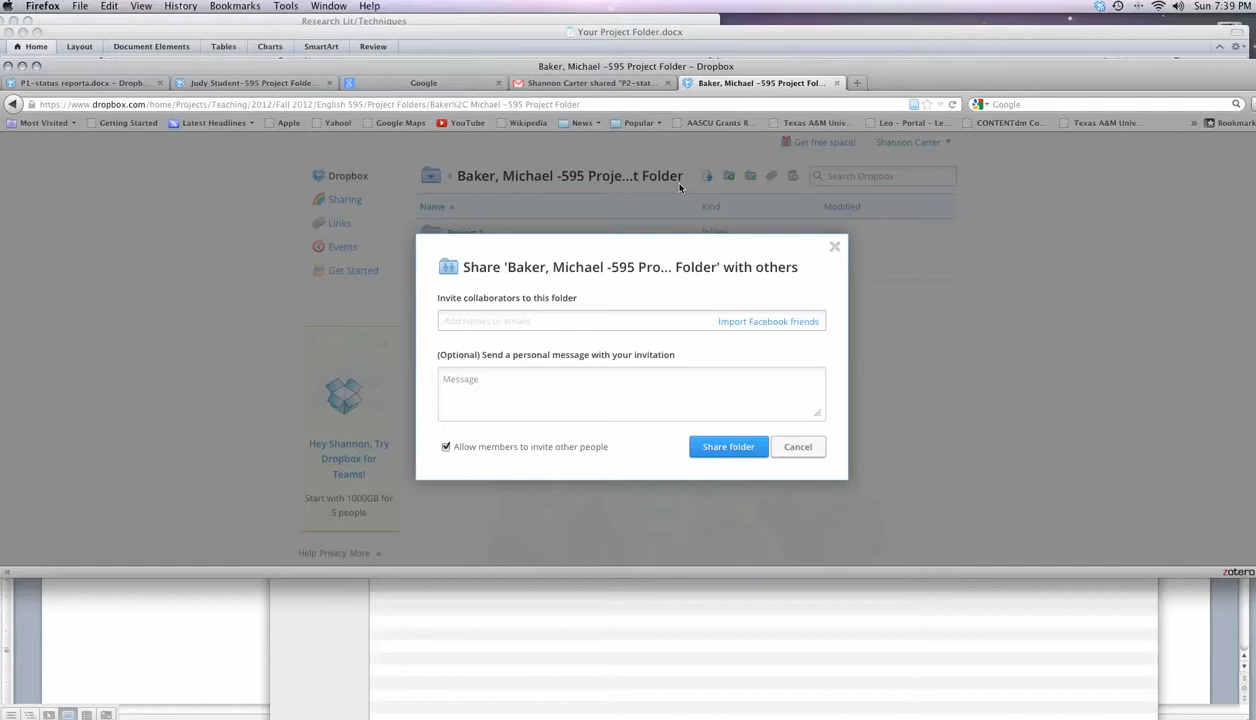 Firefox File Edit View History Bookmarks Tools Window Help Sun 7:39 PM
Research Lit/Techniques
Your Project Folder.docx
Home Layout Document Elements Tables Charts SmartArt Review
Baker, Michael -595 Project Folder – Dropbox
P1-status reports.docx – Dropb... Judy Student-595 Project Folde... Google Shannon Carter shared "P2-stat... Baker, Michael -595 Project Fol...
https://www.dropbox.com/home/Projects/Teaching/2012/Fall 2012/English 595/Project Folders/Baker%2C Michael -595 Project Folder Google
Most Visited Getting Started Latest Headlines Apple Yahoo! Google Maps YouTube Wikipedia News Popular AASCU Grants R... Texas A&M Univ... Leo – Portal – Le... CONTENTdm Co... Texas A&M Univ... » Bookmark
Get free space! Shannon Carter
Dropbox
Baker, Michael -595 Proje...t Folder
Search Dropbox
Sharing
Name Kind Modified
Links
Events
Get Started
Share 'Baker, Michael -595 Pro... Folder' with others
Invite collaborators to this folder
Add names or emails Import Facebook friends
(Optional) Send a personal message with your invitation
Message
Allow members to invite other people Share folder Cancel
Hey Shannon, Try
Dropbox for
Teams!
Start with 1000GB for
5 people
Help Privacy More
zotero